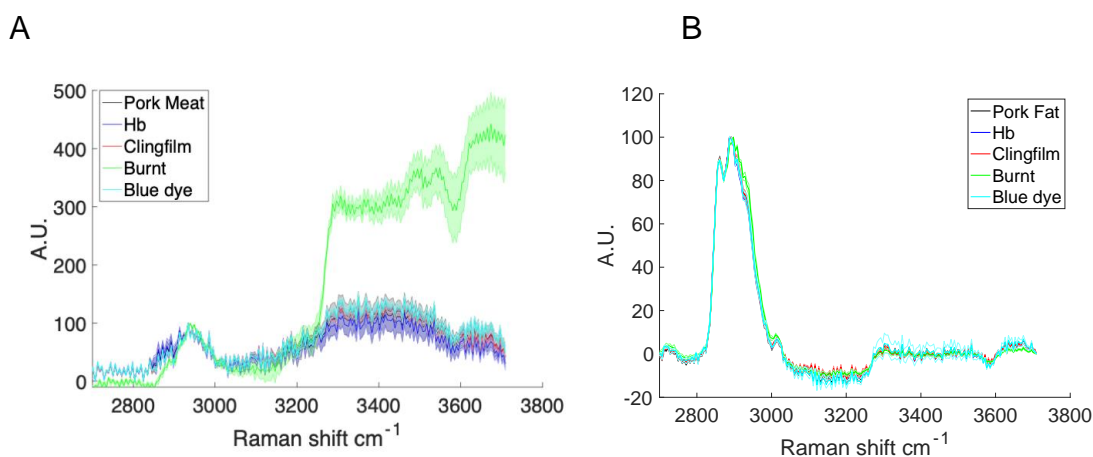 A
B
500
400
300
200
100
0
A.U.
2800
3000
3200
3400
3600
3800
Raman shift cm⁻¹
Pork Meat
Hb
Clingfilm
Burnt
Blue dye
120
100
80
60
40
20
0
-20
A.U.
2800
3000
3200
3400
3600
3800
Raman shift cm⁻¹
Pork Fat
Hb
Clingfilm
Burnt
Blue dye